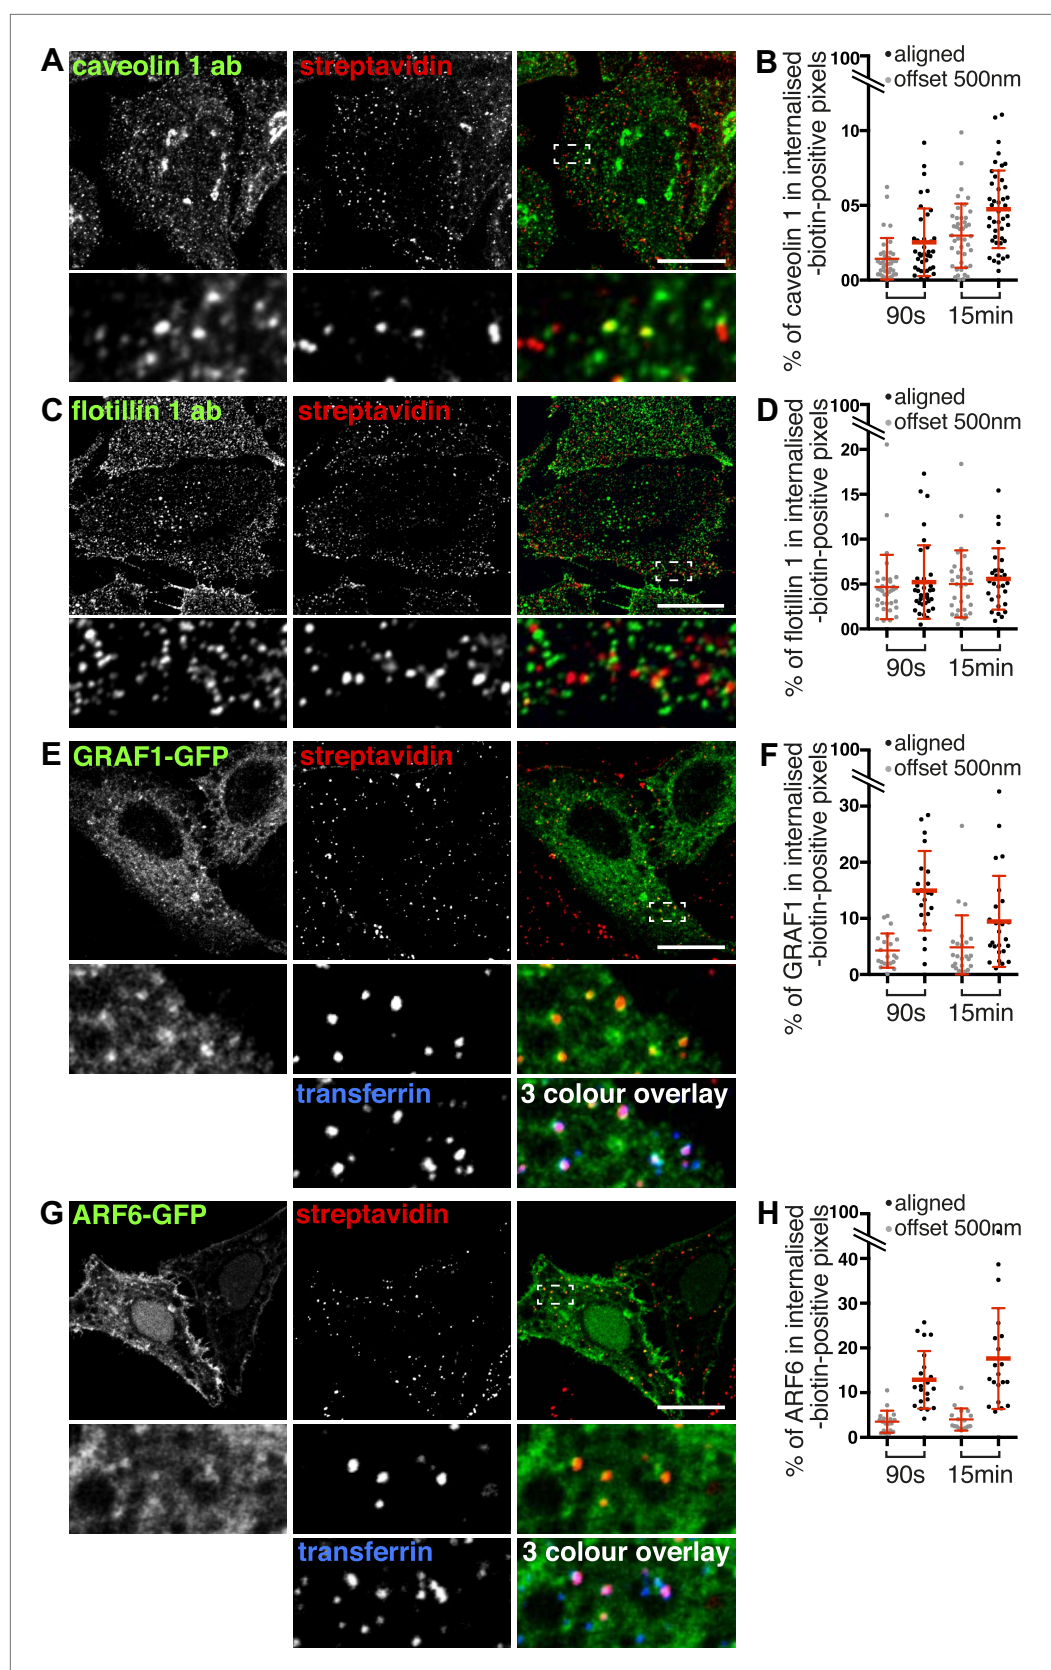 A
caveolin 1 ab
streptavidin
B
% of caveolin 1 in internalised
-biotin-positive pixels
aligned
offset 500nm
100
10
05
00
90s
15min
C
flotillin 1 ab
streptavidin
D
% of flotillin 1 in internalised
-biotin-positive pixels
aligned
offset 500nm
100
20
15
10
05
00
90s
15min
E
GRAF1-GFP
streptavidin
transferrin
3 colour overlay
F
% of GRAF1 in internalised
-biotin-positive pixels
aligned
offset 500nm
100
30
20
10
0
90s
15min
G
ARF6-GFP
streptavidin
transferrin
3 colour overlay
H
% of ARF6 in internalised
-biotin-positive pixels
aligned
offset 500nm
100
40
30
20
10
0
90s
15min